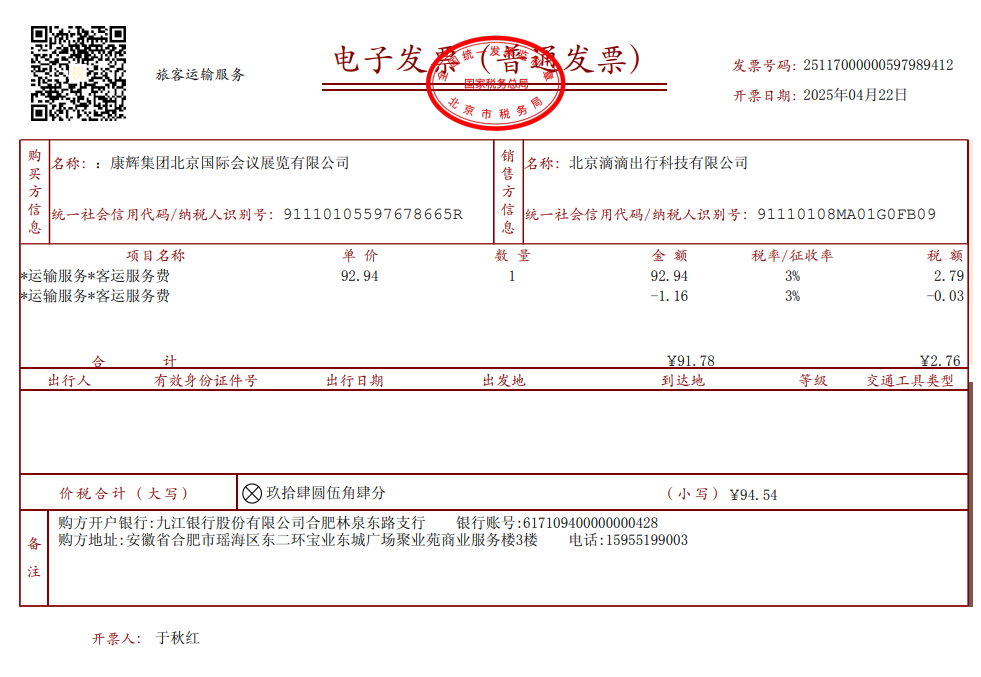 旅客运输服务
电子发票（普通发票）
全国统一发票监制章
国家税务总局
北京市税务局
发票号码: 25117000000597989412
开票日期: 2025年04月22日
购买方信息
名称: : 康辉集团北京国际会议展览有限公司
统一社会信用代码/纳税人识别号: 91110105597678665R
销售方信息
名称: 北京滴滴出行科技有限公司
统一社会信用代码/纳税人识别号: 91110108MA01G0FB09
项目名称 单价 数量 金额 税率/征收率 税额
*运输服务*客运服务费 92.94 1 92.94 3% 2.79
*运输服务*客运服务费 -1.16 3% -0.03
合计 ¥91.78 ¥2.76
出行人 有效身份证件号 出行日期 出发地 到达地 等级 交通工具类型
价税合计（大写） ⊗玖拾肆圆伍角肆分 （小写）¥94.54
备注
购方开户银行:九江银行股份有限公司合肥林泉东路支行 银行账号:617109400000000428
购方地址:安徽省合肥市瑶海区东二环宝业东城广场聚业苑商业服务楼3楼 电话:15955199003
开票人: 于秋红